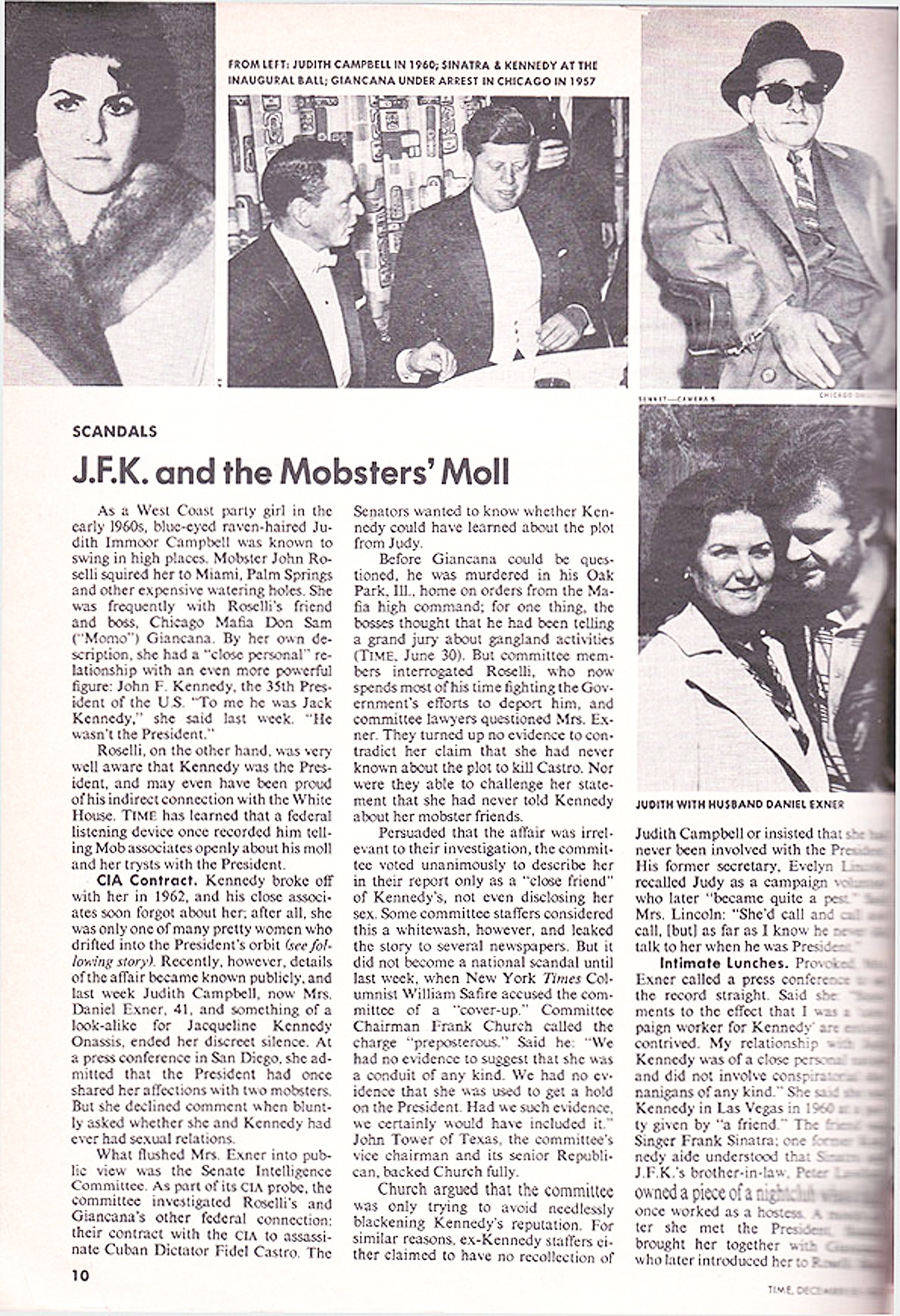 FROM LEFT: JUDITH CAMPBELL IN 1960; SINATRA & KENNEDY AT THE
INAUGURAL BALL; GIANCANA UNDER ARREST IN CHICAGO IN 1957
SENNET—CAMERA 5
CHICAGO
SCANDALS
J.F.K. and the Mobsters' Moll
As a West Coast party girl in the
early 1960s, blue-eyed raven-haired Ju-
dith Immoor Campbell was known to
swing in high places. Mobster John Ro-
selli squired her to Miami, Palm Springs
and other expensive watering holes. She
was frequently with Roselli's friend
and boss, Chicago Mafia Don Sam
("Momo") Giancana. By her own de-
scription, she had a "close personal" re-
lationship with an even more powerful
figure: John F. Kennedy, the 35th Pres-
ident of the U.S. "To me he was Jack
Kennedy," she said last week. "He
wasn't the President."
Roselli, on the other hand, was very
well aware that Kennedy was the Pres-
ident, and may even have been proud
of his indirect connection with the White
House. TIME has learned that a federal
listening device once recorded him tell-
ing Mob associates openly about his moll
and her trysts with the President.
CIA Contract. Kennedy broke off
with her in 1962, and his close associ-
ates soon forgot about her; after all, she
was only one of many pretty women who
drifted into the President's orbit (see fol-
lowing story). Recently, however, details
of the affair became known publicly, and
last week Judith Campbell, now Mrs.
Daniel Exner, 41, and something of a
look-alike for Jacqueline Kennedy
Onassis, ended her discreet silence. At
a press conference in San Diego, she ad-
mitted that the President had once
shared her affections with two mobsters.
But she declined comment when blunt-
ly asked whether she and Kennedy had
ever had sexual relations.
What flushed Mrs. Exner into pub-
lic view was the Senate Intelligence
Committee. As part of its CIA probe, the
committee investigated Roselli's and
Giancana's other federal connection:
their contract with the CIA to assassi-
nate Cuban Dictator Fidel Castro. The
Senators wanted to know whether Ken-
nedy could have learned about the plot
from Judy.
Before Giancana could be ques-
tioned, he was murdered in his Oak
Park, Ill., home on orders from the Ma-
fia high command; for one thing, the
bosses thought that he had been telling
a grand jury about gangland activities
(TIME, June 30). But committee mem-
bers interrogated Roselli, who now
spends most of his time fighting the Gov-
ernment's efforts to deport him, and
committee lawyers questioned Mrs. Ex-
ner. They turned up no evidence to con-
tradict her claim that she had never
known about the plot to kill Castro. Nor
were they able to challenge her state-
ment that she had never told Kennedy
about her mobster friends.
Persuaded that the affair was irrel-
evant to their investigation, the commit-
tee voted unanimously to describe her
in their report only as a "close friend"
of Kennedy's, not even disclosing her
sex. Some committee staffers considered
this a whitewash, however, and leaked
the story to several newspapers. But it
did not become a national scandal until
last week, when New York Times Col-
umnist William Safire accused the com-
mittee of a "cover-up." Committee
Chairman Frank Church called the
charge "preposterous." Said he: "We
had no evidence to suggest that she was
a conduit of any kind. We had no ev-
idence that she was used to get a hold
on the President. Had we such evidence,
we certainly would have included it."
John Tower of Texas, the committee's
vice chairman and its senior Republi-
can, backed Church fully.
Church argued that the committee
was only trying to avoid needlessly
blackening Kennedy's reputation. For
similar reasons, ex-Kennedy staffers ei-
ther claimed to have no recollection of
JUDITH WITH HUSBAND DANIEL EXNER
Judith Campbell or insisted that she had
never been involved with the President.
His former secretary, Evelyn Lincoln
recalled Judy as a campaign volunteer
who later "became quite a pest."
Mrs. Lincoln: "She'd call and call and
call, [but] as far as I know he never did
talk to her when he was President."
Intimate Lunches. Provoked,
Exner called a press conference to
the record straight. Said she:
ments to the effect that I was a
paign worker for Kennedy' are
contrived. My relationship with
Kennedy was of a close personal
and did not involve conspiratorial
nanigans of any kind." She said she
Kennedy in Las Vegas in 1960 at a par-
ty given by "a friend." The friend
Singer Frank Sinatra; one former
nedy aide understood that Sinatra
J.F.K.'s brother-in-law, Peter
owned a piece of a nightclub
once worked as a hostess. A
ter she met the President,
brought her together with
who later introduced her to
10
TIME, DECEMBER